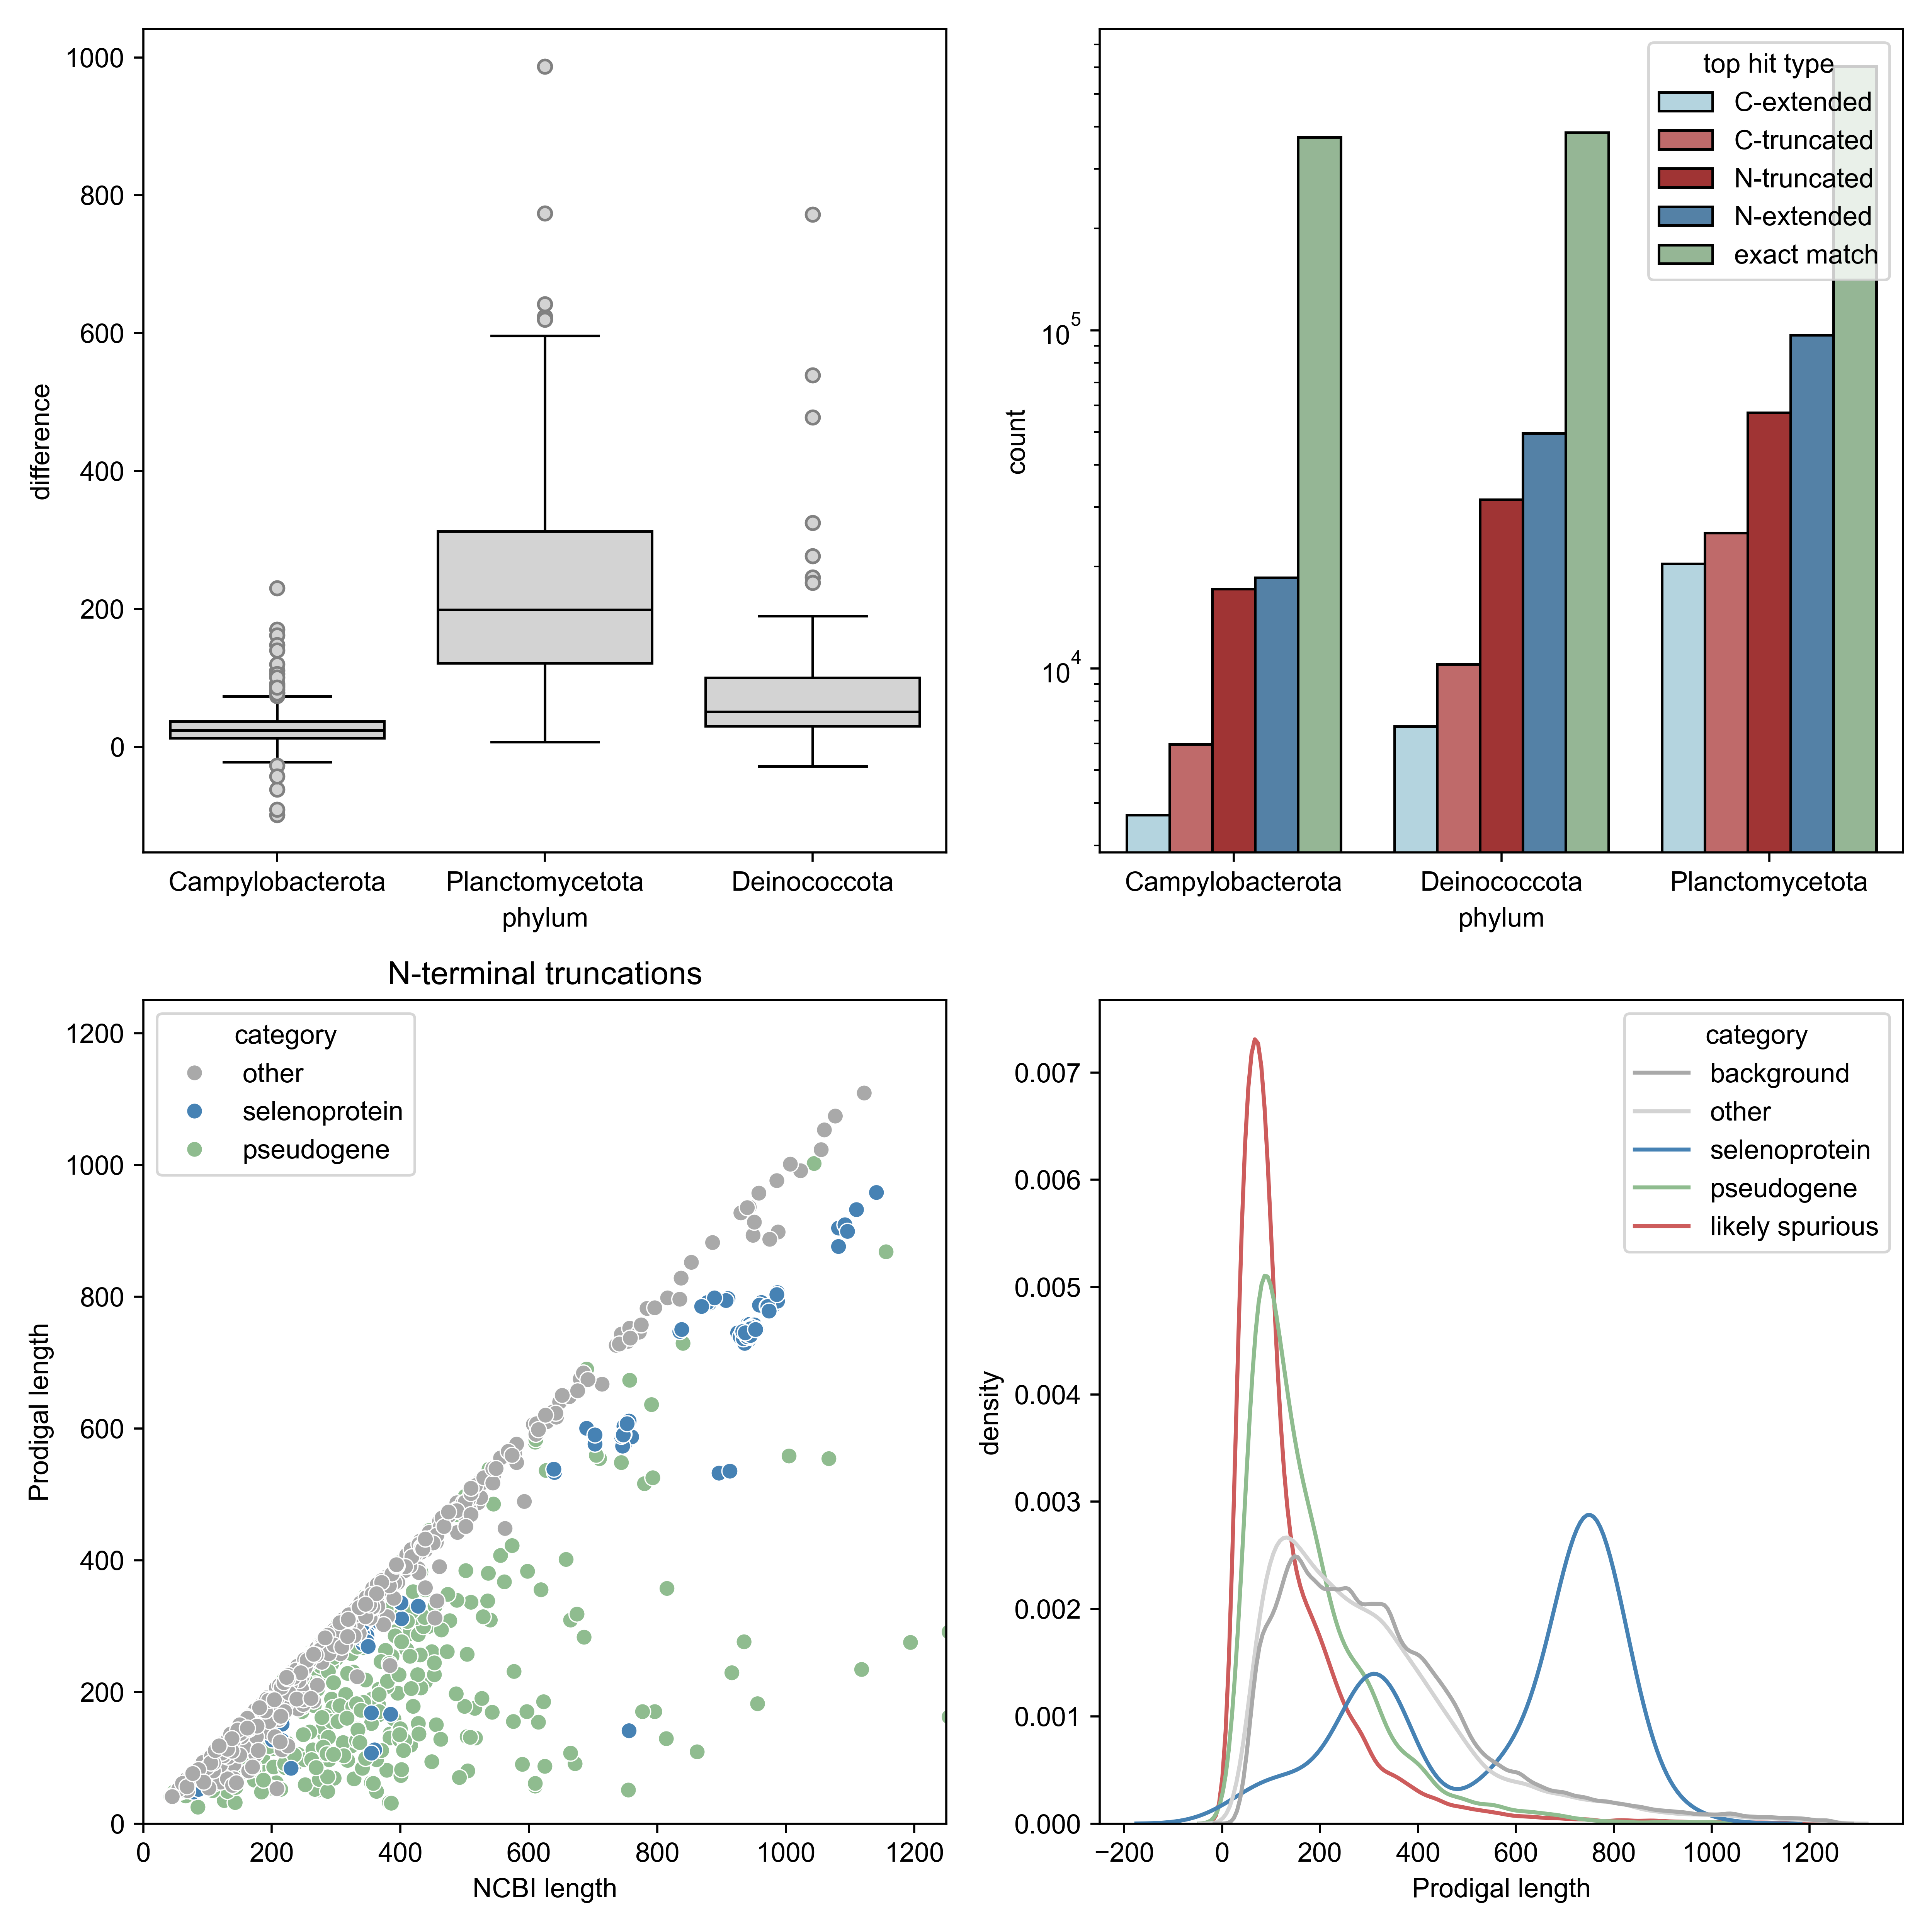 1000
800
600
400
200
0
difference
Campylobacterota
Planctomycetota
Deinococcota
phylum
10^5
10^4
count
top hit type
C-extended
C-truncated
N-truncated
N-extended
exact match
Campylobacterota
Deinococcota
Planctomycetota
phylum
N-terminal truncations
1200
1000
800
600
400
200
0
Prodigal length
category
other
selenoprotein
pseudogene
0
200
400
600
800
1000
1200
NCBI length
0.007
0.006
0.005
0.004
0.003
0.002
0.001
0.000
density
category
background
other
selenoprotein
pseudogene
likely spurious
−200
0
200
400
600
800
1000
1200
Prodigal length